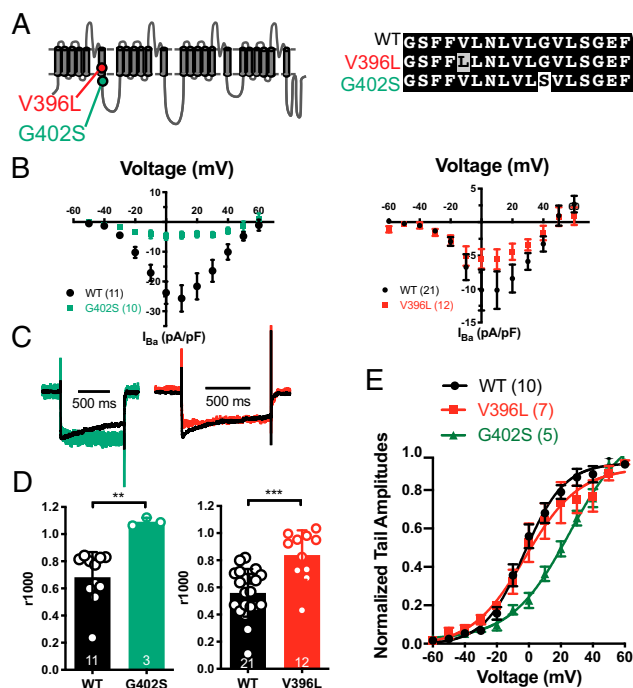 A
V396L
G402S
WT GSFFVLNLVLGVLSGEF
V396L GSFFLLNLVLGVLSGEF
G402S GSFFVLNLVLSVLSGEF
B
Voltage (mV)
-60 -40 -20 20 40 60
10
-10
-20
-30
WT (11)
G402S (10)
I_Ba (pA/pF)
Voltage (mV)
-60 -40 -20 20 40 60
5
-5
-10
-15
WT (21)
V396L (12)
I_Ba (pA/pF)
C
500 ms
500 ms
D
**
r1000
1.2
1.0
0.8
0.6
0.4
0.2
0.0
11 3
WT G402S
***
r1000
1.2
1.0
0.8
0.6
0.4
0.2
0.0
21 12
WT V396L
E
WT (10)
V396L (7)
G402S (5)
Normalized Tail Amplitudes
1.0
0.8
0.6
0.4
0.2
0.0
-60 -40 -20 0 20 40 60
Voltage (mV)